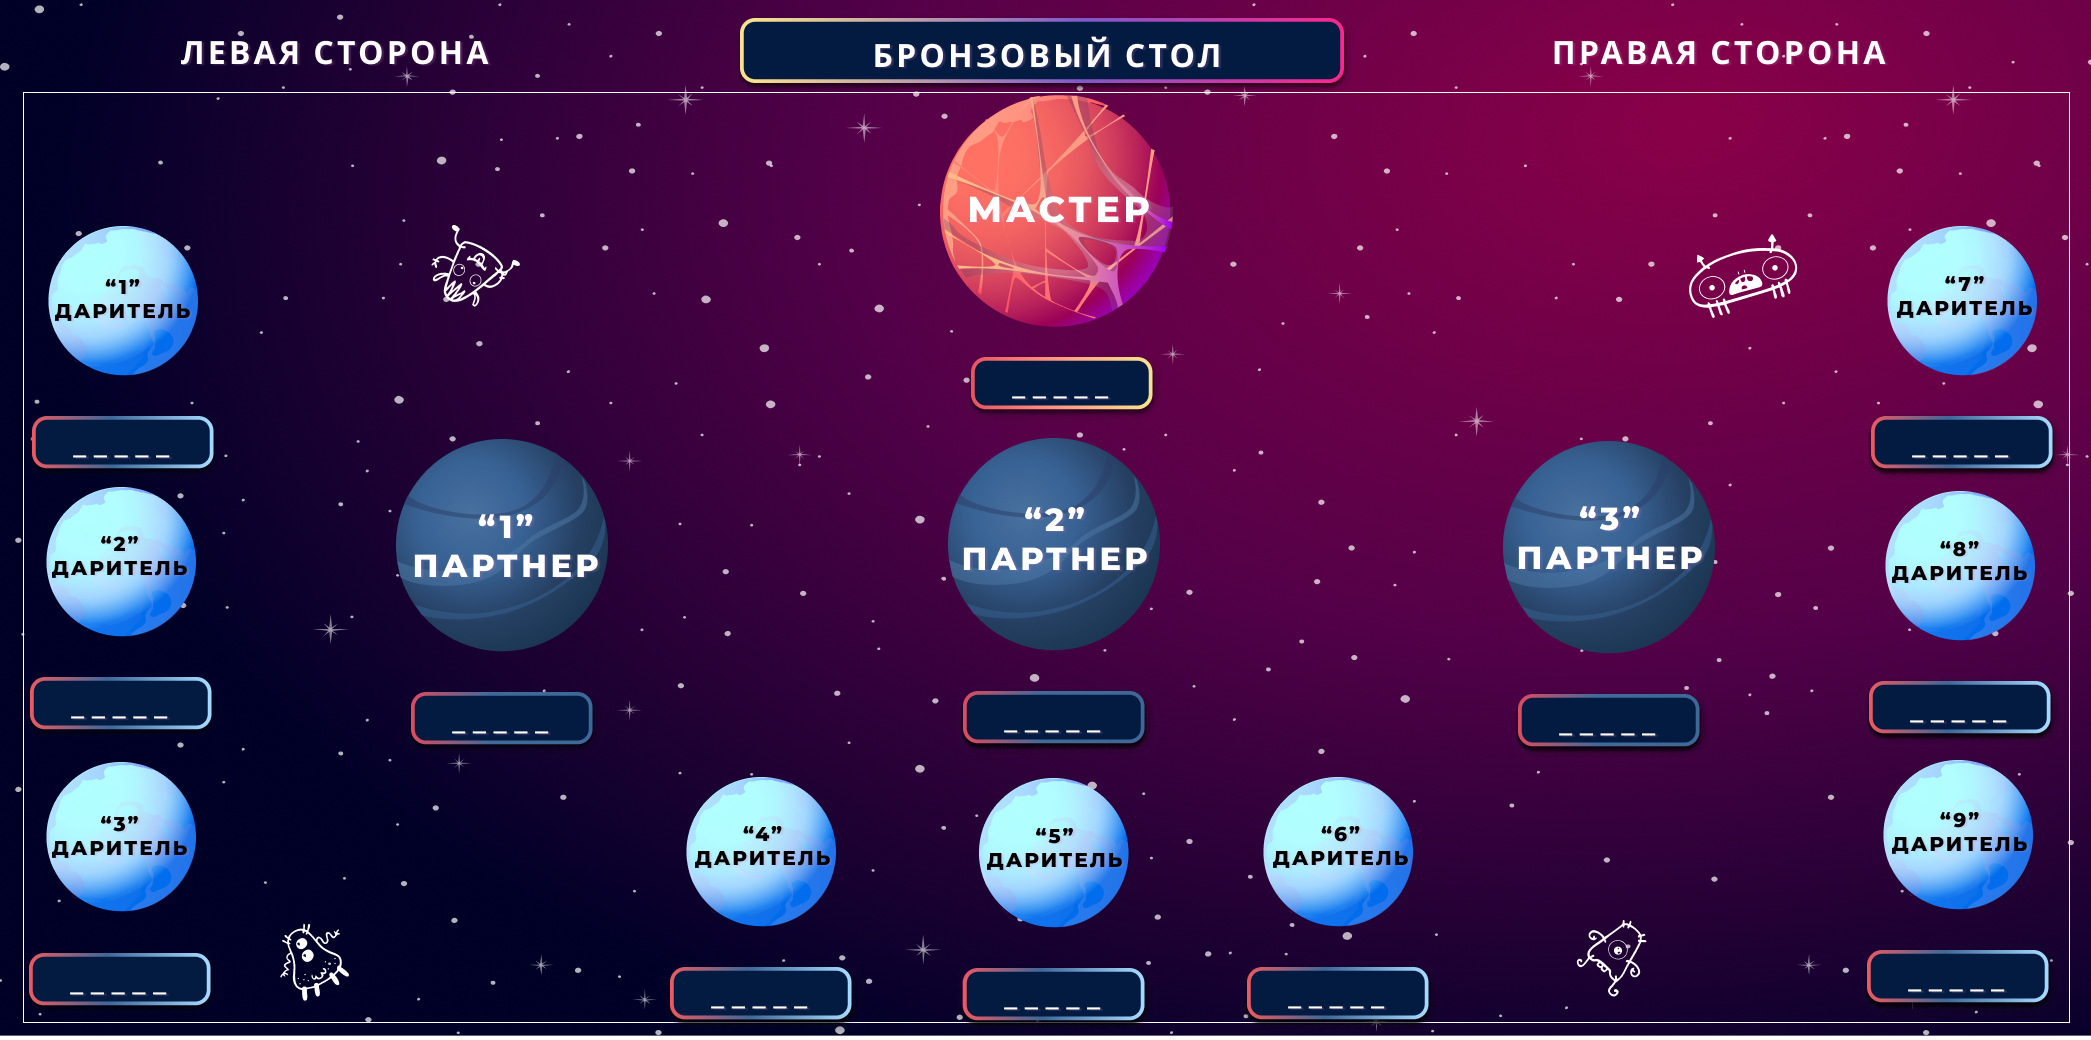 ЛЕВАЯ СТОРОНА
БРОНЗОВЫЙ СТОЛ
ПРАВАЯ СТОРОНА
МАСТЕР
_ _ _ _ _
“1”
ДАРИТЕЛЬ
_ _ _ _ _
“7”
ДАРИТЕЛЬ
_ _ _ _ _
“1”
ПАРТНЕР
_ _ _ _ _
“2”
ПАРТНЕР
_ _ _ _ _
“3”
ПАРТНЕР
_ _ _ _ _
“2”
ДАРИТЕЛЬ
_ _ _ _ _
“8”
ДАРИТЕЛЬ
_ _ _ _ _
“3”
ДАРИТЕЛЬ
_ _ _ _ _
“4”
ДАРИТЕЛЬ
_ _ _ _ _
“5”
ДАРИТЕЛЬ
_ _ _ _ _
“6”
ДАРИТЕЛЬ
_ _ _ _ _
“9”
ДАРИТЕЛЬ
_ _ _ _ _